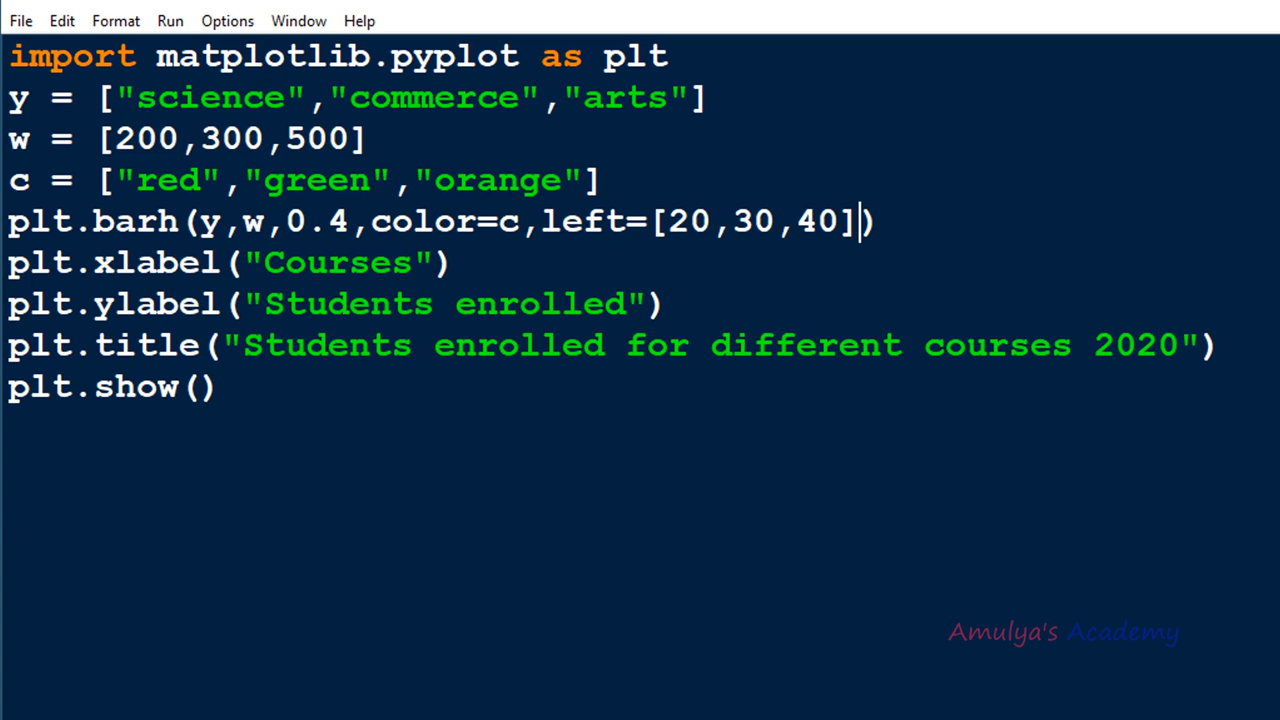 File Edit Format Run Options Window Help
import matplotlib.pyplot as plt
y = ["science","commerce","arts"]
w = [200,300,500]
c = ["red","green","orange"]
plt.barh(y,w,0.4,color=c,left=[20,30,40])
plt.xlabel("Courses")
plt.ylabel("Students enrolled")
plt.title("Students enrolled for different courses 2020")
plt.show()
Amulya's Academy